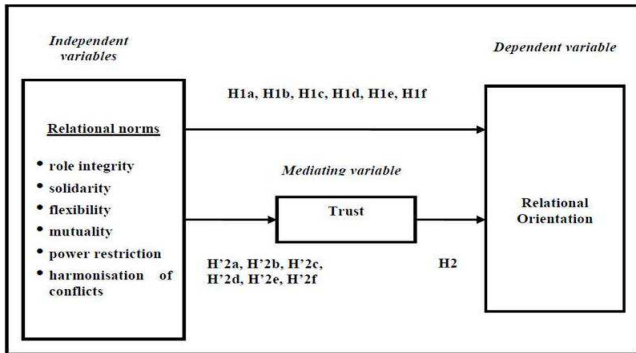 Independent
variables
Dependent variable
H1a, H1b, H1c, H1d, H1e, H1f
Relational norms
• role integrity
• solidarity
• flexibility
• mutuality
• power restriction
• harmonisation of
conflicts
Mediating variable
Trust
H'2a, H'2b, H'2c,
H'2d, H'2e, H'2f
H2
Relational
Orientation